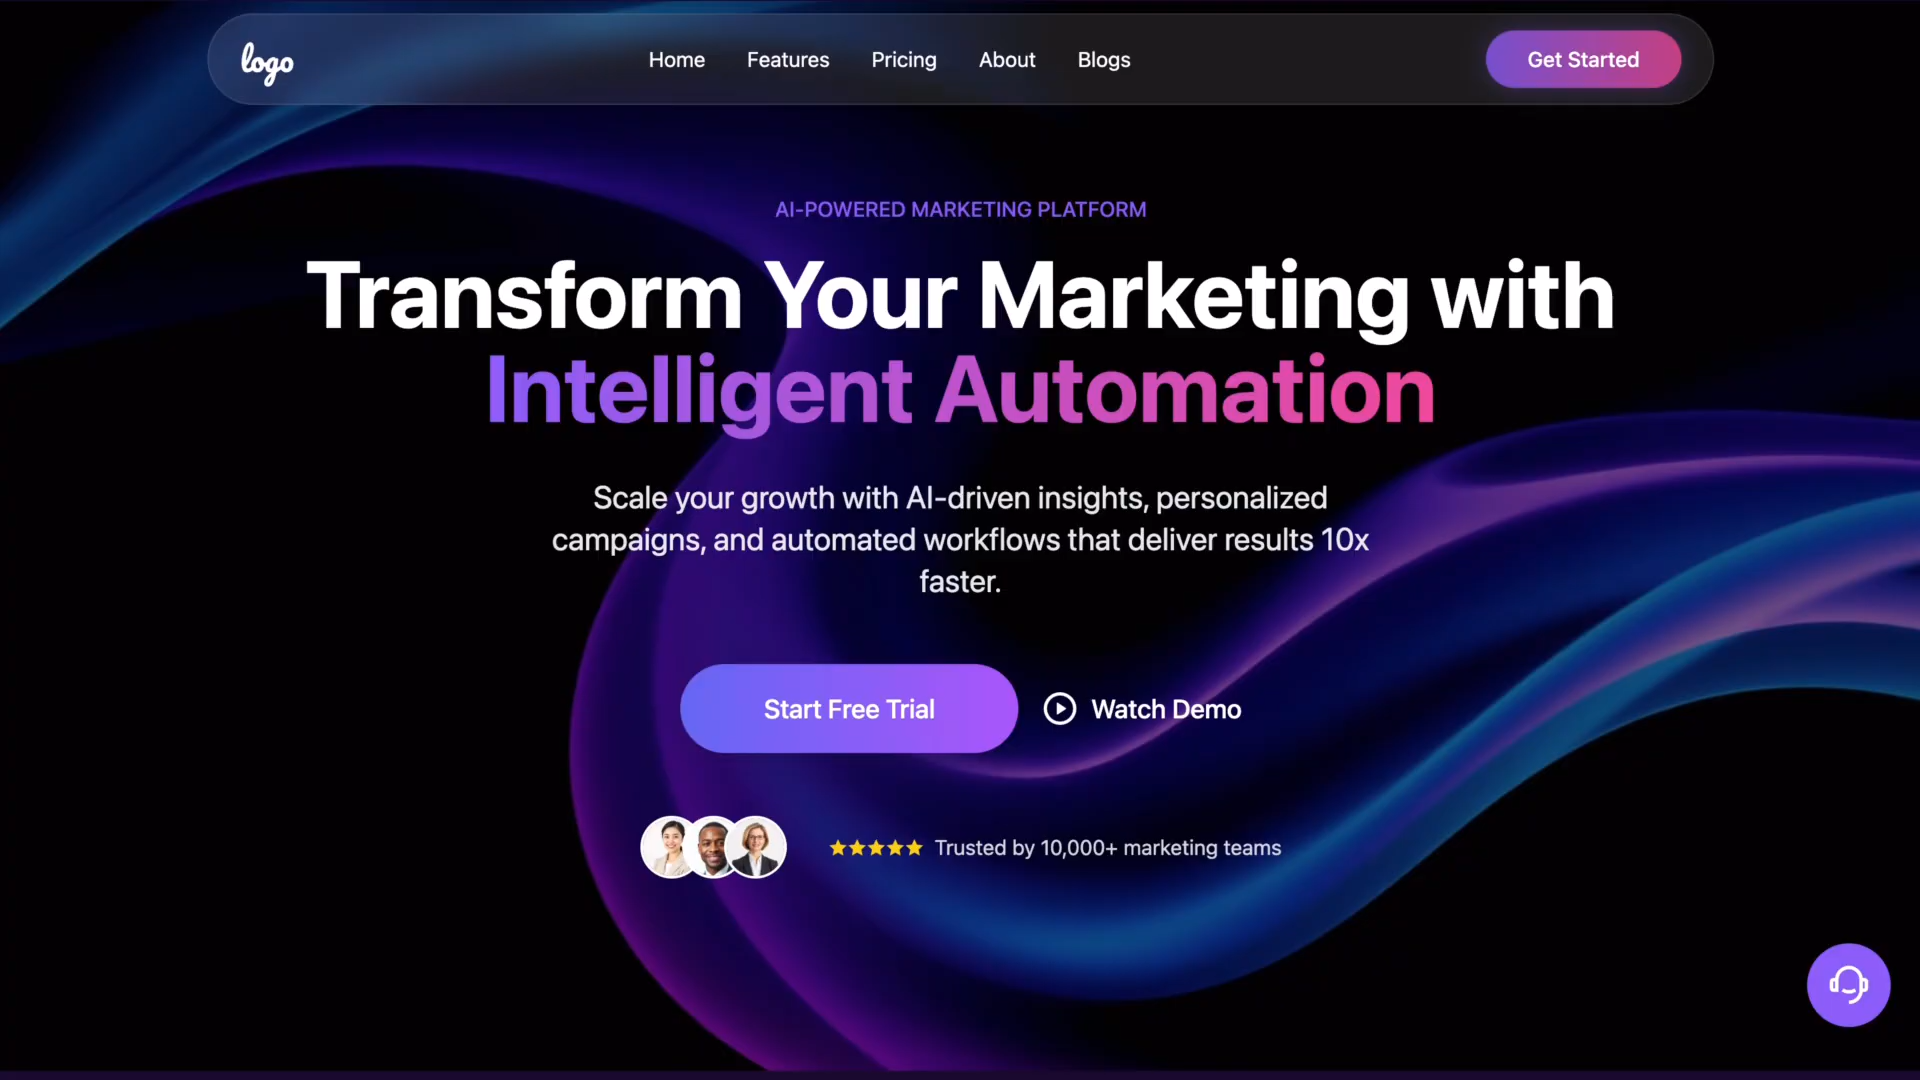 logo
Home
Features
Pricing
About
Blogs
Get Started
AI-POWERED MARKETING PLATFORM
Transform Your Marketing with
Intelligent Automation
Scale your growth with AI-driven insights, personalized
campaigns, and automated workflows that deliver results 10x
faster.
Start Free Trial
Watch Demo
Trusted by 10,000+ marketing teams